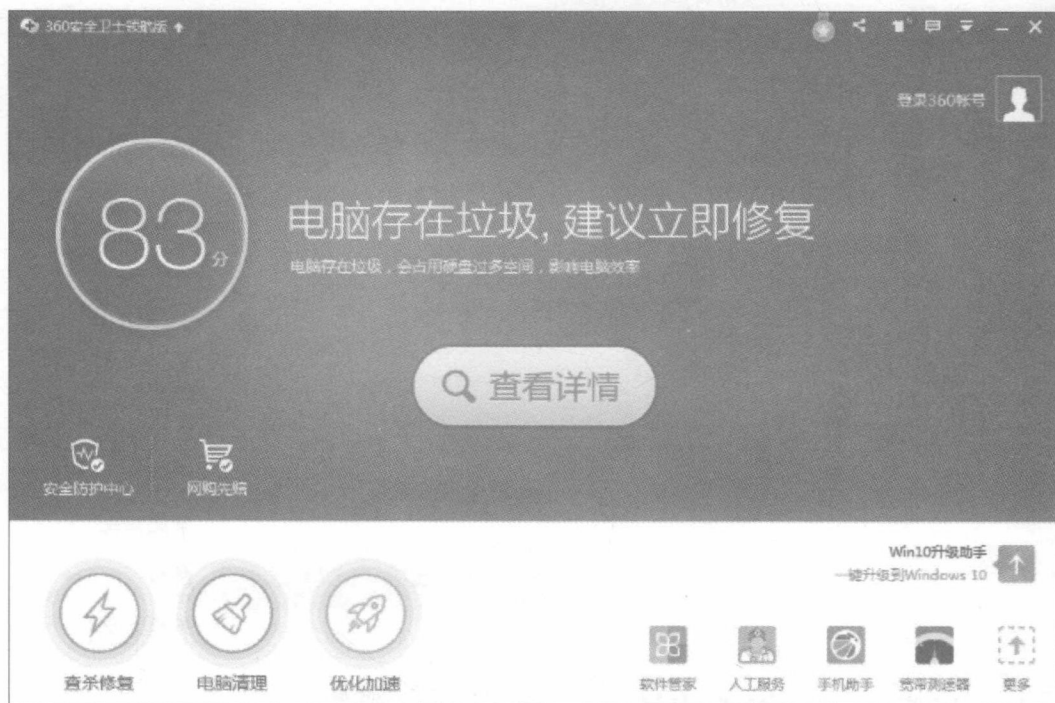 360安全卫士领航版
登录360帐号
83分
电脑存在垃圾，建议立即修复
电脑存在垃圾，会占用硬盘过多空间，影响电脑效率
查看详情
安全防护中心 网购先赔
Win10升级助手
一键升级到Windows 10
查杀修复 电脑清理 优化加速
软件管家 人工服务 手机助手 宽带测速器 更多